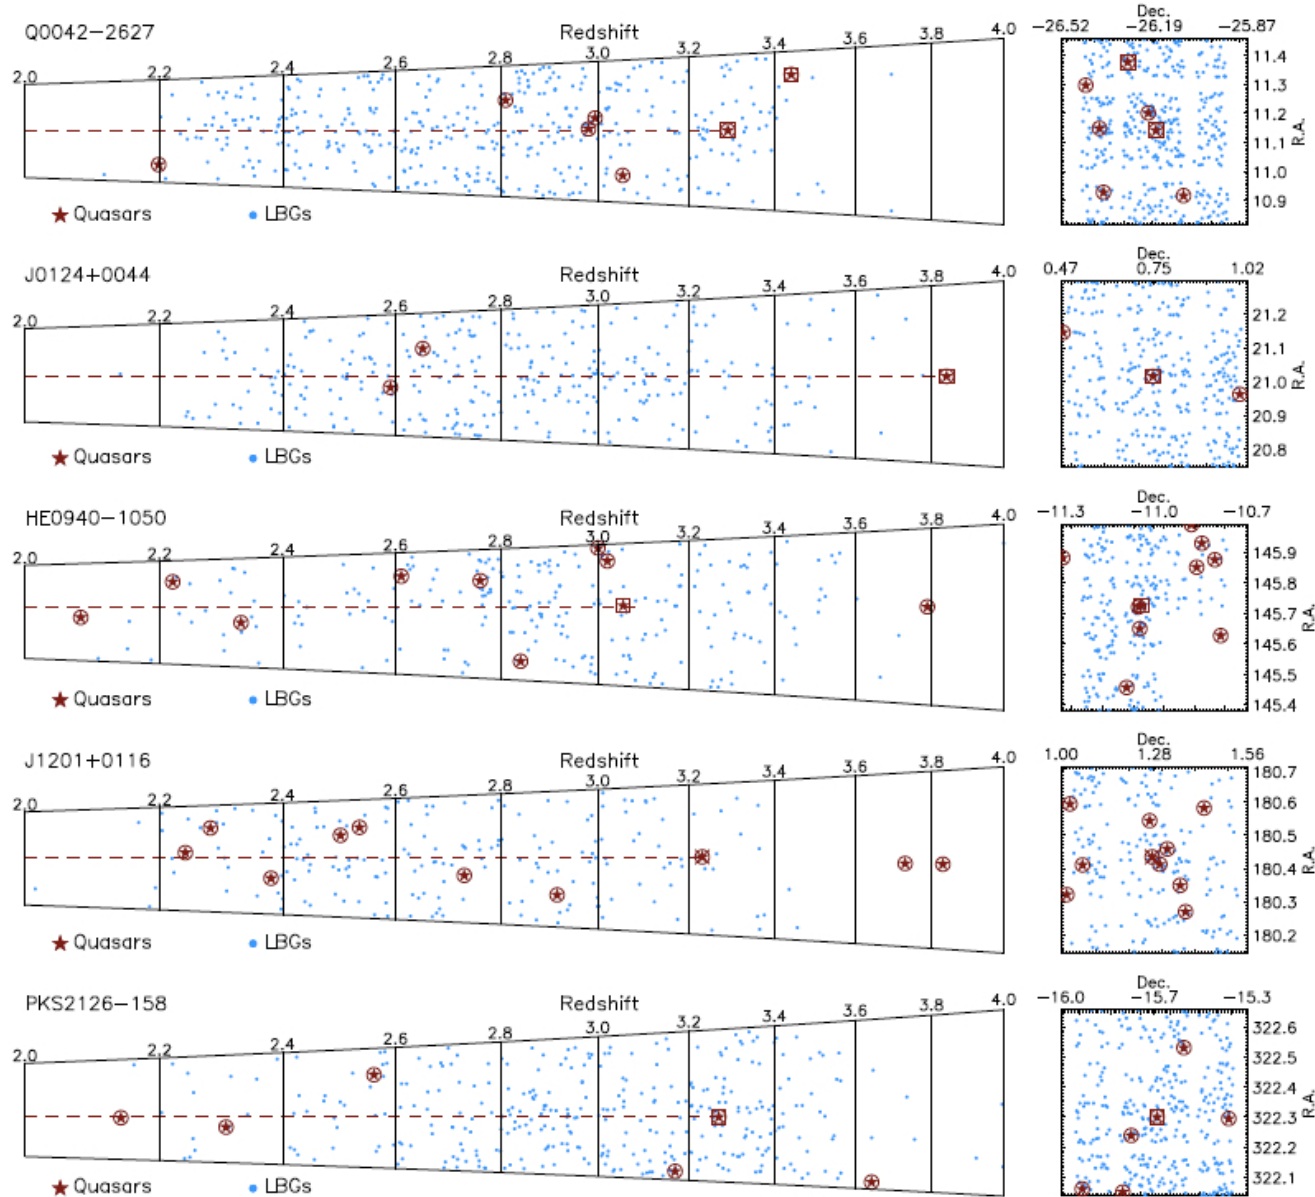 Q0042−2627
Redshift
2.0 2.2 2.4 2.6 2.8 3.0 3.2 3.4 3.6 3.8 4.0
Quasars LBGs
Dec.
−26.52 −26.19 −25.87
11.4
11.3
11.2
11.1
11.0
10.9
R.A.
J0124+0044
Redshift
2.0 2.2 2.4 2.6 2.8 3.0 3.2 3.4 3.6 3.8 4.0
Quasars LBGs
Dec.
0.47 0.75 1.02
21.2
21.1
21.0
20.9
20.8
R.A.
HE0940−1050
Redshift
2.0 2.2 2.4 2.6 2.8 3.0 3.2 3.4 3.6 3.8 4.0
Quasars LBGs
Dec.
−11.3 −11.0 −10.7
145.9
145.8
145.7
145.6
145.5
145.4
R.A.
J1201+0116
Redshift
2.0 2.2 2.4 2.6 2.8 3.0 3.2 3.4 3.6 3.8 4.0
Quasars LBGs
Dec.
1.00 1.28 1.56
180.7
180.6
180.5
180.4
180.3
180.2
R.A.
PKS2126−158
Redshift
2.0 2.2 2.4 2.6 2.8 3.0 3.2 3.4 3.6 3.8 4.0
Quasars LBGs
Dec.
−16.0 −15.7 −15.3
322.6
322.5
322.4
322.3
322.2
322.1
R.A.